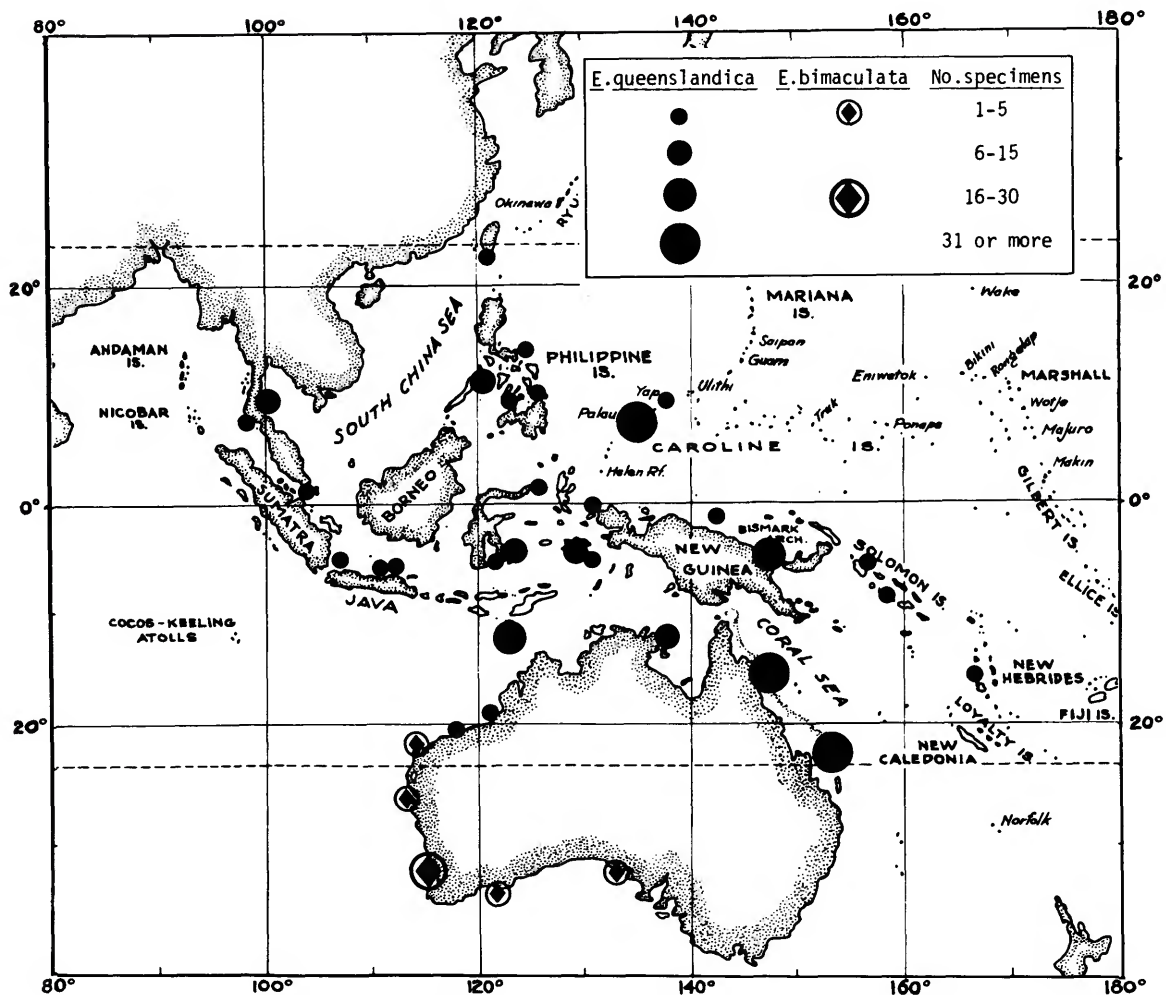 80° 100° 120° 140° 160° 180°
E.queenslandica E.bimaculata No.specimens
1-5
6-15
16-30
31 or more
Okinawa
RYU.
20°
20°
MARIANA
IS.
Wake
Saipan
Guam
ANDAMAN
IS.
NICOBAR
IS.
SOUTH CHINA SEA
PHILIPPINE
IS.
Yap
Ulithi
Palau
Eniwetok
Bikini
Rongelap
MARSHALL
Wotje
Majuro
Truk
Ponape
CAROLINE IS.
Helen Rf.
Makin
GILBERT IS.
0°
0°
SUMATRA
BORNEO
BISMARK
ARCH.
NEW
GUINEA
SOLOMON IS.
ELLICE IS
JAVA
COCOS-KEELING
ATOLLS
CORAL SEA
NEW
HEBRIDES
FIJI IS.
20°
20°
LOYALTY IS.
NEW
CALEDONIA
Norfolk
80° 100° 120° 140° 160° 180°